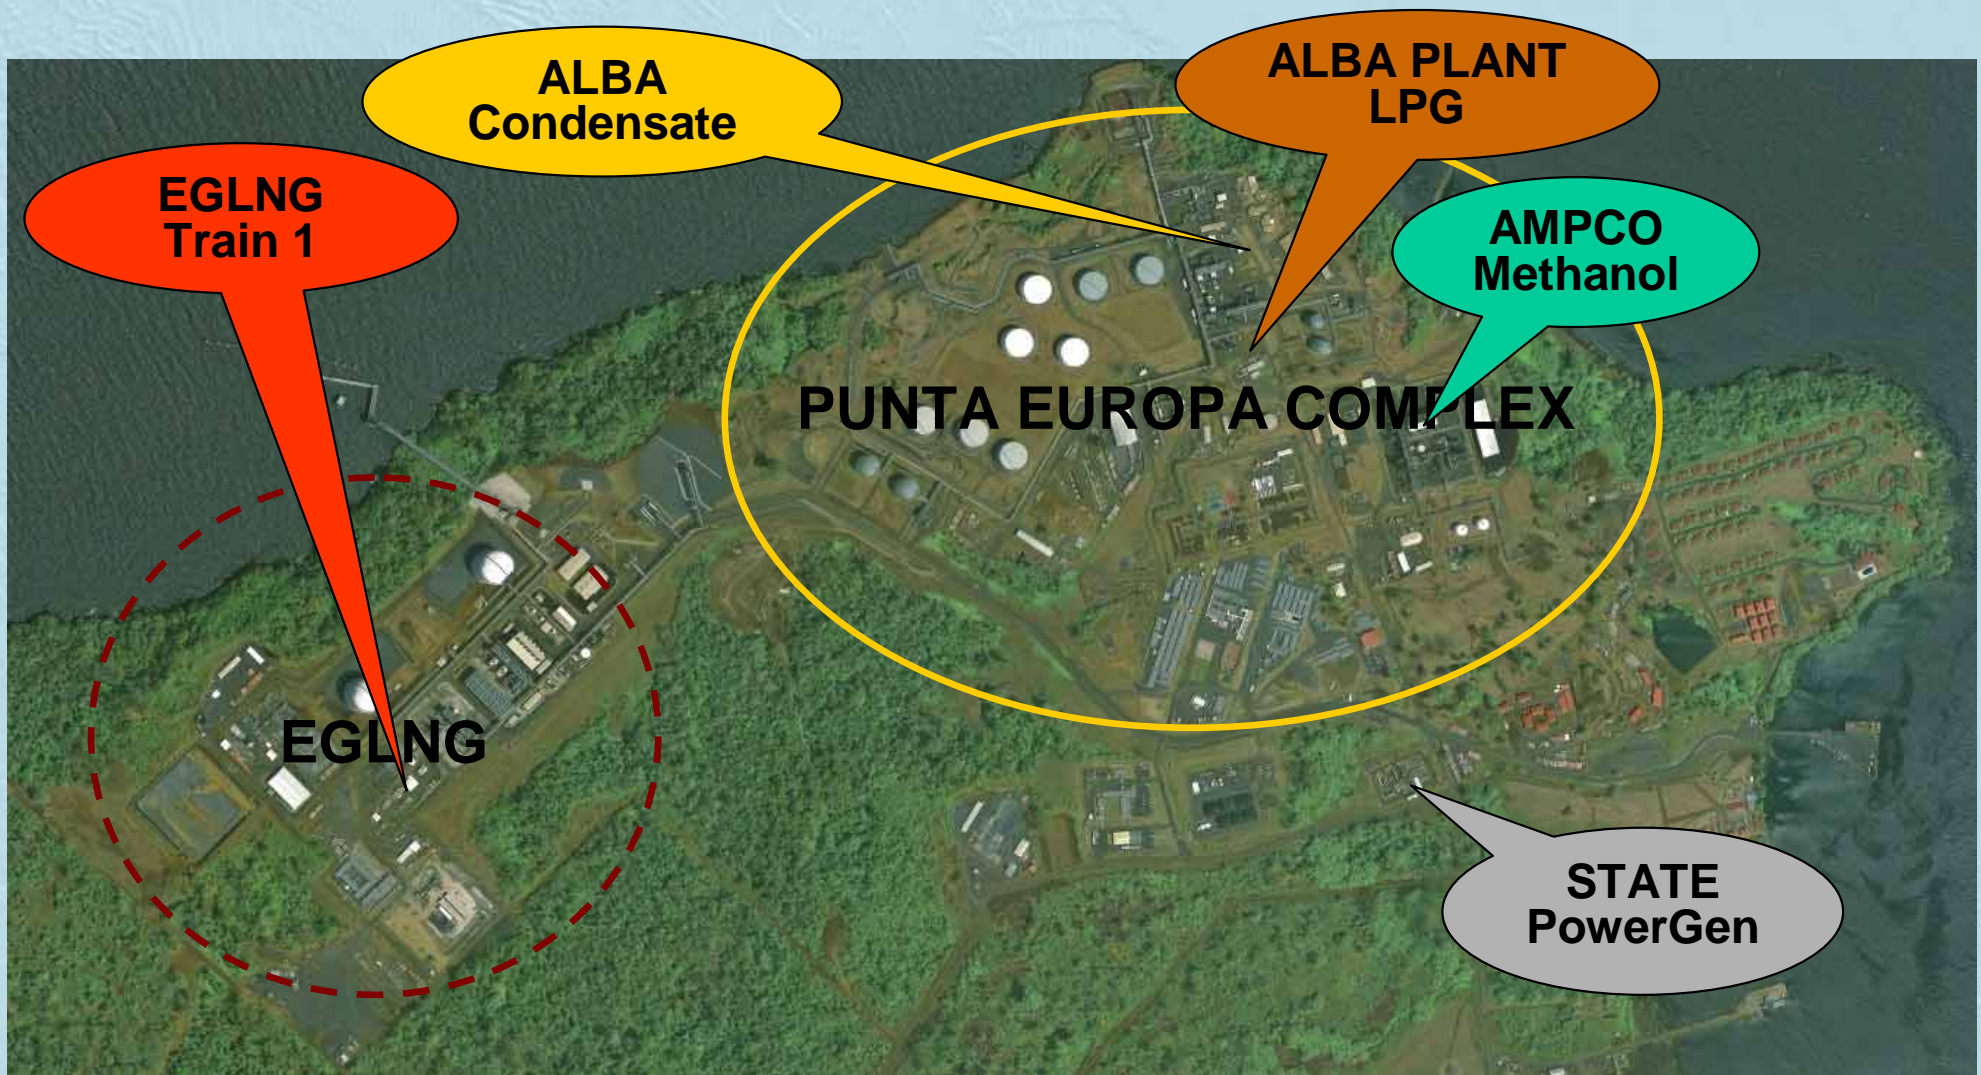 ALBA
Condensate
ALBA PLANT
LPG
EGLNG
Train 1
AMPCO
Methanol
PUNTA EUROPA COMPLEX
EGLNG
STATE
PowerGen